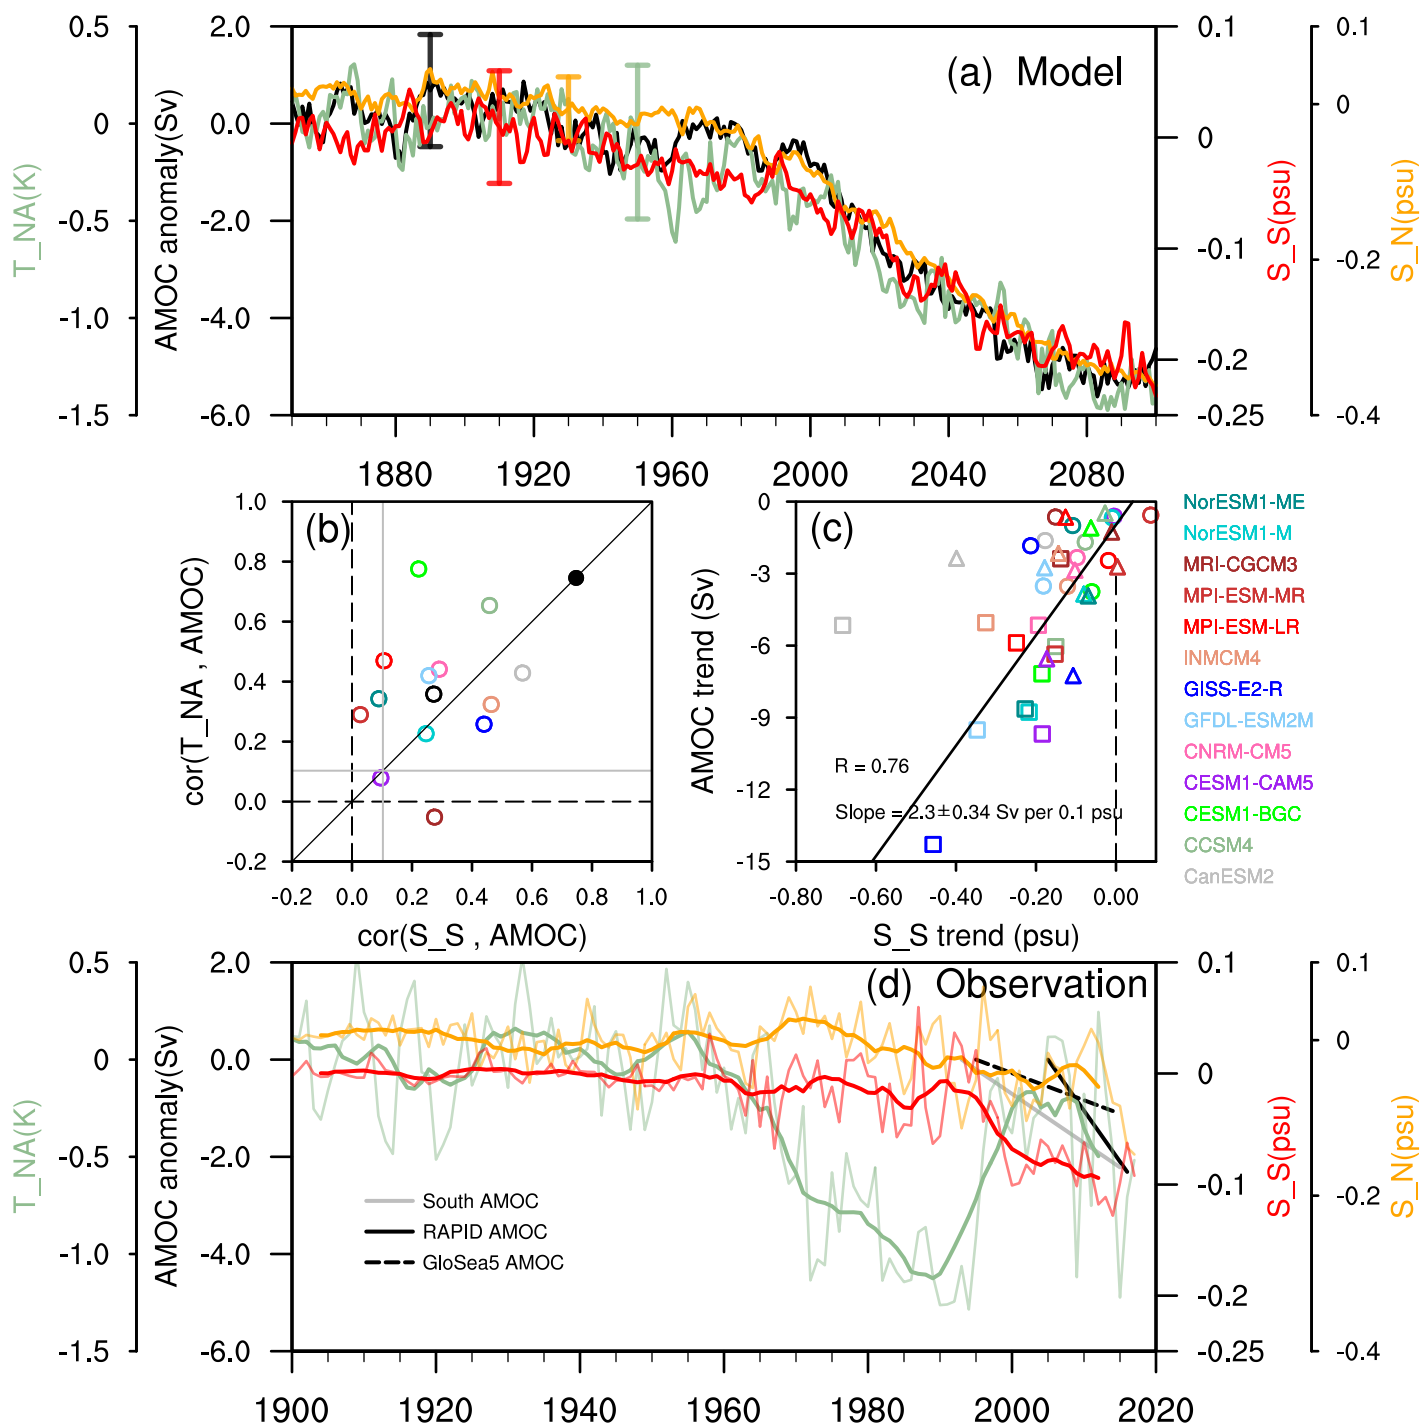 0.5
0
-0.5
-1.0
-1.5
T_NA(K)
2.0
0.0
-2.0
-4.0
-6.0
AMOC anomaly(Sv)
(a) Model
0.1
0
-0.1
-0.2
-0.25
S_S(psu)
0.1
0
-0.2
-0.4
S_N(psu)
1880
1920
1960
2000
2040
2080
(b)
1.0
0.8
0.6
0.4
0.2
0.0
-0.2
cor(T_NA , AMOC)
-0.2
0.0
0.2
0.4
0.6
0.8
1.0
cor(S_S , AMOC)
(c)
0
-3
-6
-9
-12
-15
AMOC trend (Sv)
R = 0.76
Slope = 2.3±0.34 Sv per 0.1 psu
-0.80
-0.60
-0.40
-0.20
0.00
S_S trend (psu)
NorESM1-ME
NorESM1-M
MRI-CGCM3
MPI-ESM-MR
MPI-ESM-LR
INMCM4
GISS-E2-R
GFDL-ESM2M
CNRM-CM5
CESM1-CAM5
CESM1-BGC
CCSM4
CanESM2
0.5
0
-0.5
-1.0
-1.5
T_NA(K)
2.0
0.0
-2.0
-4.0
-6.0
AMOC anomaly(Sv)
(d) Observation
South AMOC
RAPID AMOC
GloSea5 AMOC
0.1
0
-0.1
-0.2
-0.25
S_S(psu)
0.1
0
-0.2
-0.4
S_N(psu)
1900
1920
1940
1960
1980
2000
2020